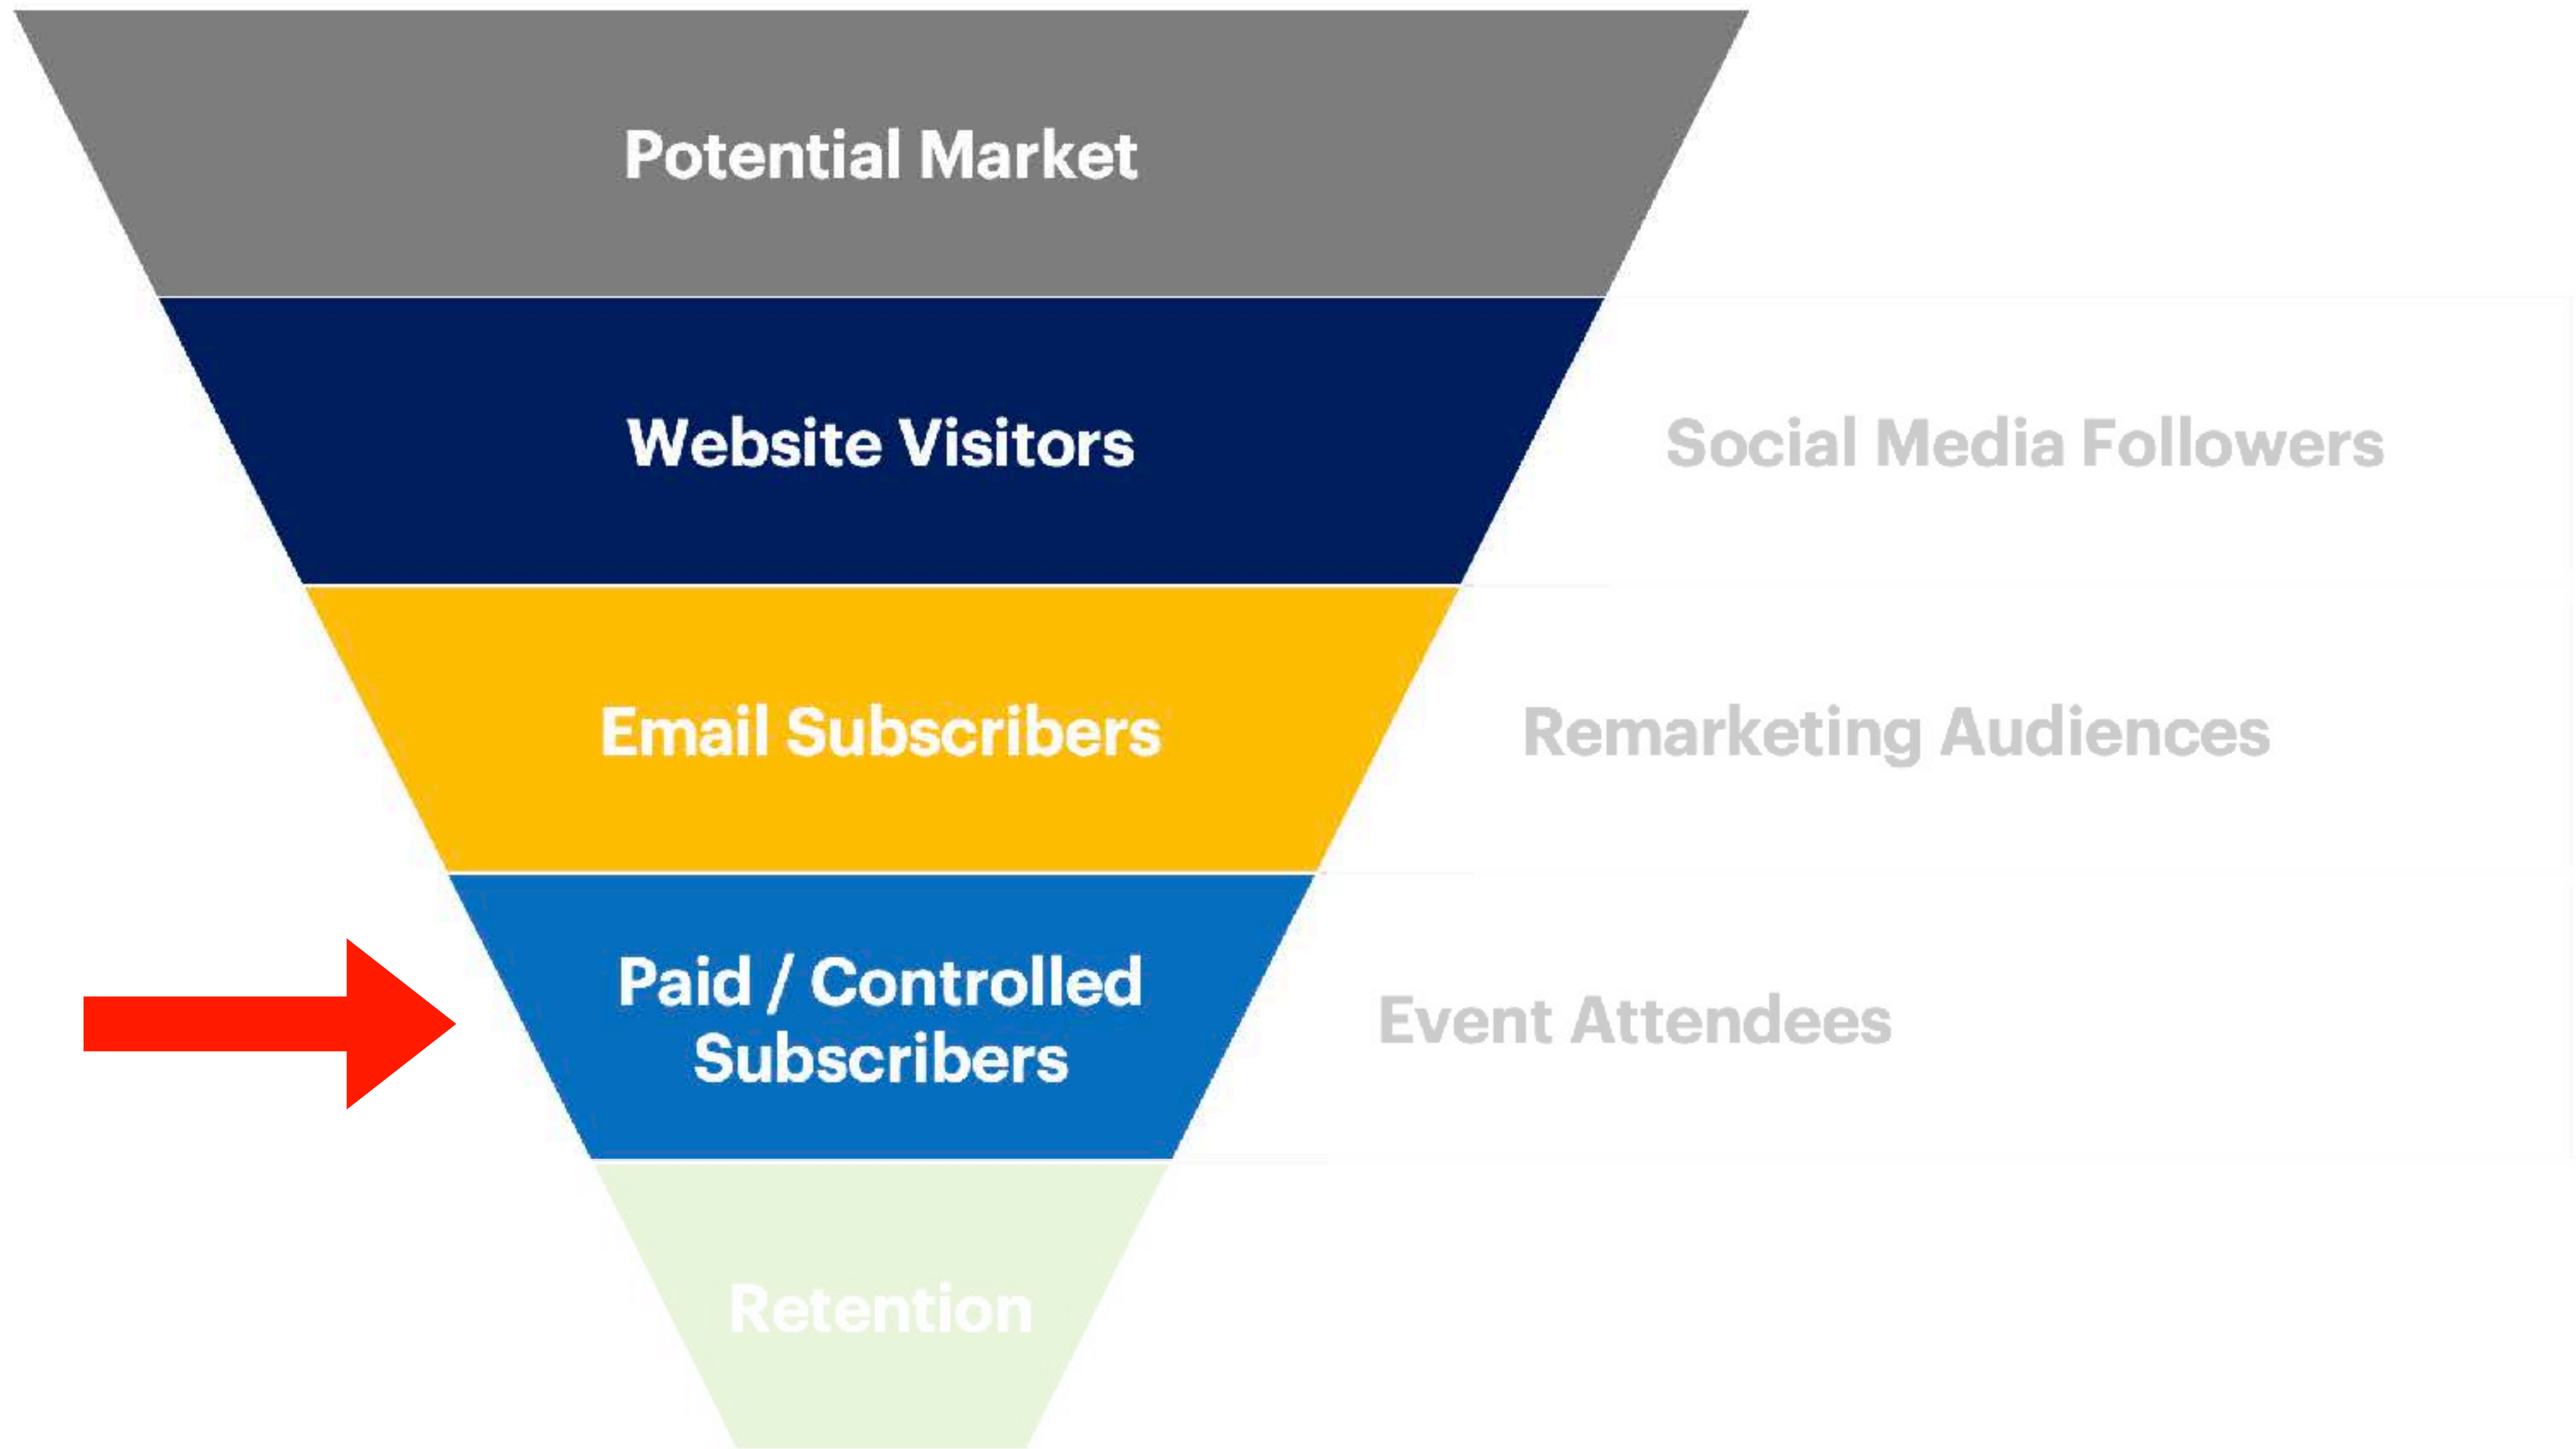 Potential Market
Website Visitors
Social Media Followers
Email Subscribers
Remarketing Audiences
Paid / Controlled
Subscribers
Event Attendees
Retention